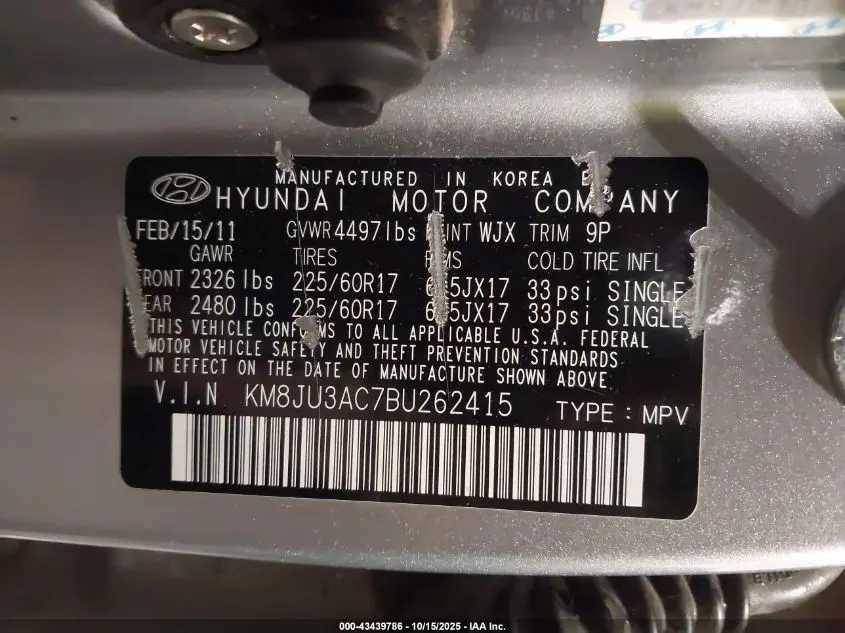 MANUFACTURED IN KOREA
HYUNDAI MOTOR COMPANY
FEB/15/11 GVWR 4497 lbs PAINT WJX TRIM 9P
GAWR TIRES RIMS COLD TIRE INFL
FRONT 2326 lbs 225/60R17 6.5JX17 33psi SINGLE
REAR 2480 lbs 225/60R17 6.5JX17 33psi SINGLE
THIS VEHICLE CONFORMS TO ALL APPLICABLE U.S.A. FEDERAL
MOTOR VEHICLE SAFETY AND THEFT PREVENTION STANDARDS
IN EFFECT ON THE DATE OF MANUFACTURE SHOWN ABOVE.
V.I.N KM8JU3AC7BU262415 TYPE : MPV
000-43439786 - 10/15/2025 - IAA Inc.